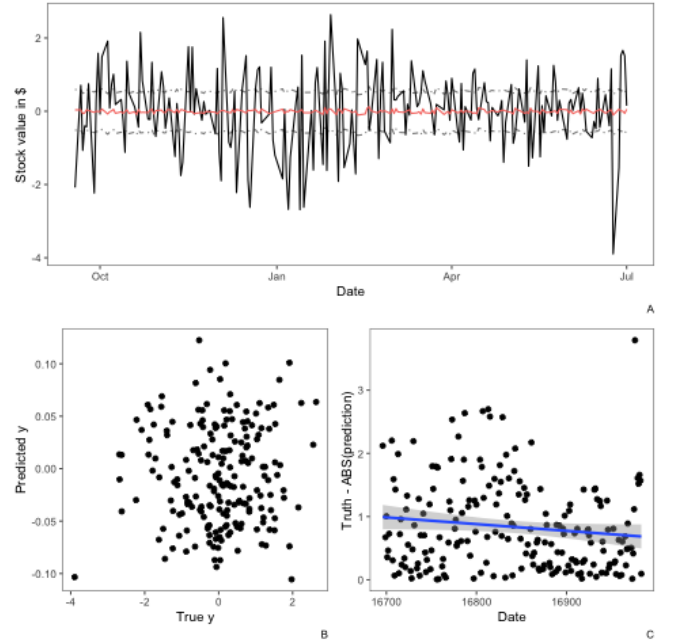 2
0
-2
-4
Stock value in $
Oct
Jan
Apr
Jul
Date
A
0.10
0.05
0.00
-0.05
-0.10
Predicted y
-4
-2
0
2
True y
B
3
2
1
0
Truth - ABS(prediction)
16700
16800
16900
Date
C